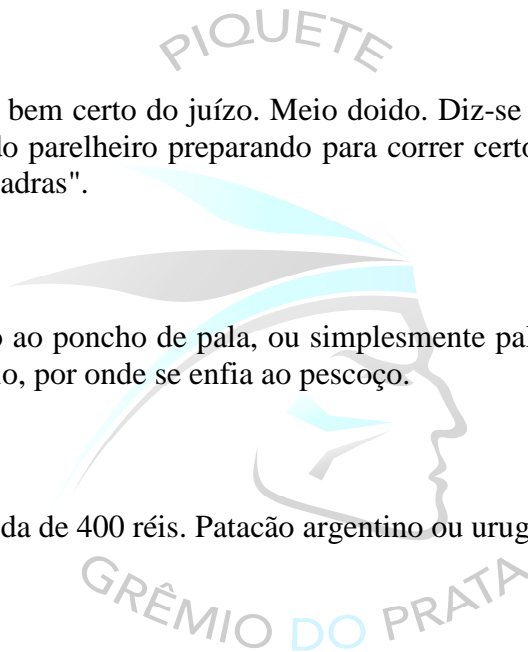 PIQUETE
bem certo do juízo. Meio doido. Diz-se
do parelheiro preparando para correr certo
adras".
o ao poncho de pala, ou simplesmente pal
io, por onde se enfia ao pescoço.
da de 400 réis. Patacão argentino ou urug
GRÊMIO DO PRATA